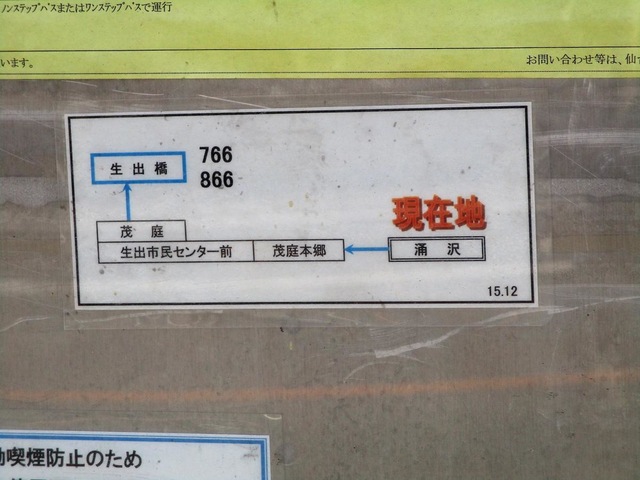 ノンステップバスまたはワンステップバスで運行
います。
お問い合わせ等は、仙
生出橋
766
866
現在地
茂庭
生出市民センター前
茂庭本郷
涌沢
15.12
喫煙防止のため